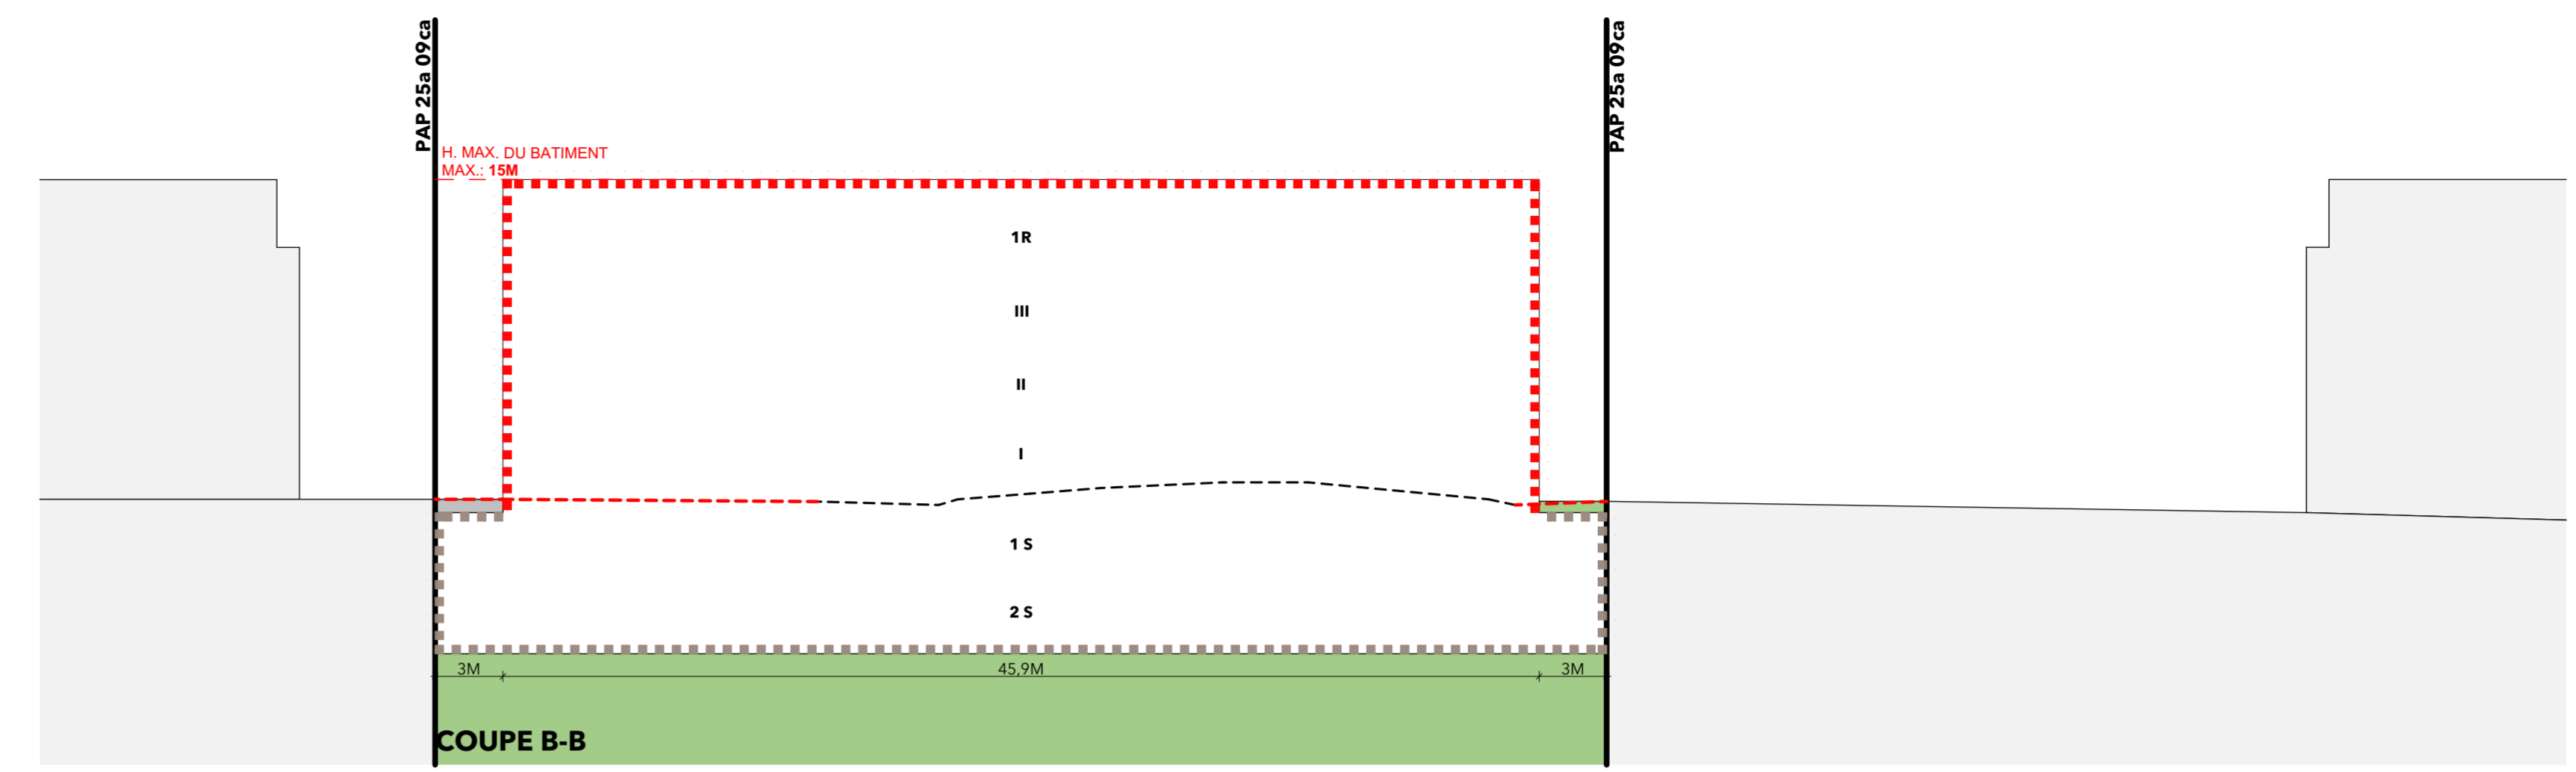 PAP 25a 09ca
PAP 25a 09ca
H. MAX. DU BATIMENT
MAX.: 15M
1R
III
II
I
1 S
2 S
3M
45,9M
3M
COUPE B-B